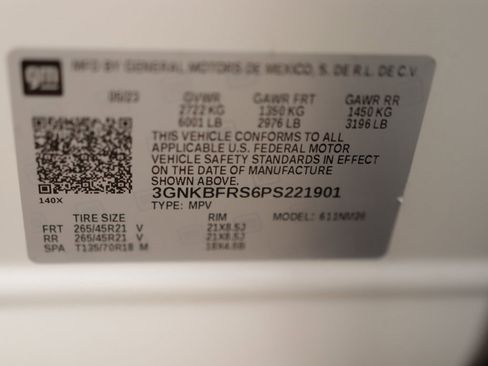 gm
MFD BY GENERAL MOTORS DE MEXICO, S. DE R.L. DE C.V.
05/23 GVWR GAWR FRT GAWR RR
2722 KG 1350 KG 1450 KG
6001 LB 2976 LB 3196 LB
THIS VEHICLE CONFORMS TO ALL
APPLICABLE U.S. FEDERAL MOTOR
VEHICLE SAFETY STANDARDS IN EFFECT
ON THE DATE OF MANUFACTURE
SHOWN ABOVE.
140X
3GNKBFRS6PS221901
TYPE: MPV MODEL:
TIRE SIZE RIM
FRT 265/45R21 V 21X8.5J
RR 265/45R21 V 21X8.5J
SPA T135/70R18 M